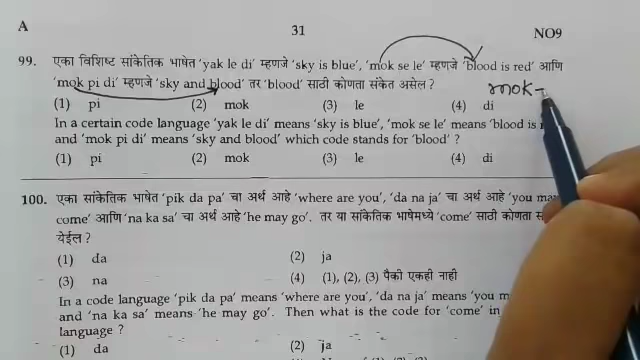 A 31 NO9
99. एका विशिष्ट सांकेतिक भाषेत 'yak le di' म्हणजे 'sky is blue', 'mok se le' म्हणजे 'blood is red' आणि
'mok pi di' म्हणजे 'sky and blood' तर 'blood' साठी कोणता संकेत असेल ?
mok-
(1) pi (2) mok (3) le (4) di
In a certain code language 'yak le di' means 'sky is blue', 'mok se le' means 'blood is
and 'mok pi di' means 'sky and blood' which code stands for 'blood' ?
(1) pi (2) mok (3) le (4) di
100. एका सांकेतिक भाषेत 'pik da pa' चा अर्थ आहे 'where are you', 'da na ja' चा अर्थ आहे 'you may
come' आणि 'na ka sa' चा अर्थ आहे 'he may go'. तर या सांकेतिक भाषेमध्ये 'come' साठी कोणता
येईल ?
(1) da (2) ja
(3) na (4) (1), (2), (3) पैकी एकही नाही
In a code language 'pik da pa' means 'where are you', 'da na ja' means 'you
and 'na ka sa' means 'he may go'. Then what is the code for 'come' in
language ?
(1) da (2) ja